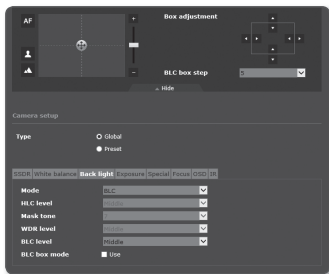 AF
+
Box adjustment
−
BLC box step
5
Hide
Camera setup
Type
Global
Preset
SSDR White balance Back light Exposure Special Focus OSD IR
Mode
BLC
HLC level
Middle
Mask tone
WDR level
Middle
BLC level
Middle
BLC box mode
Use